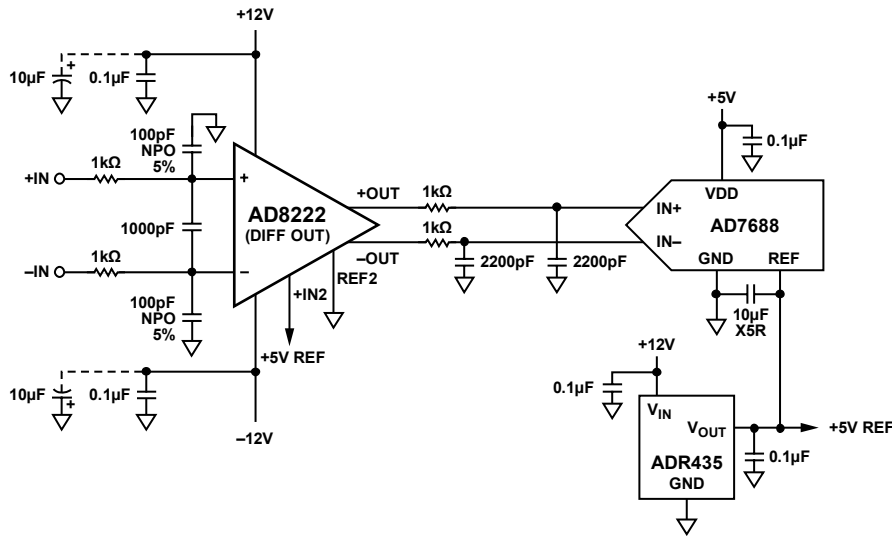 +12V
10µF
+
0.1µF
100pF
NPO
5%
+IN
1kΩ
+
1000pF
AD8222
(DIFF OUT)
–IN
1kΩ
–
100pF
NPO
5%
10µF
+
0.1µF
–12V
+OUT
–OUT
REF2
+IN2
+5V REF
1kΩ
1kΩ
2200pF
2200pF
+5V
0.1µF
VDD
IN+
AD7688
IN–
GND
REF
10µF
X5R
+12V
0.1µF
VIN
VOUT
+5V REF
ADR435
0.1µF
GND